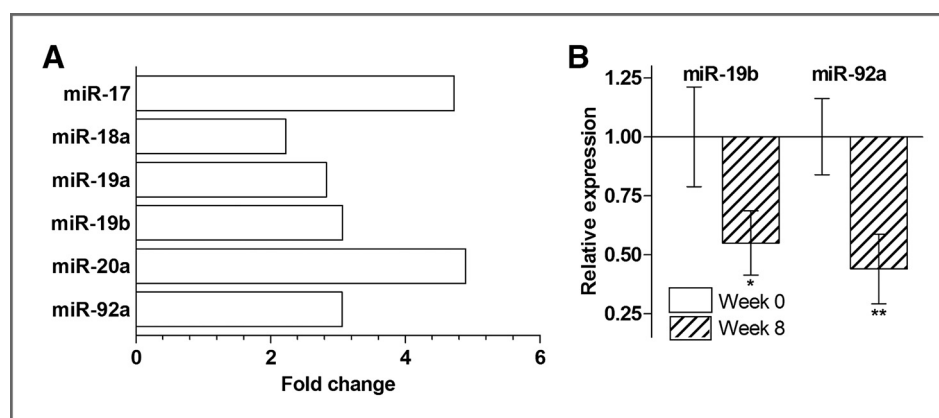 A
miR-17
miR-18a
miR-19a
miR-19b
miR-20a
miR-92a
0 2 4 6
Fold change
B
miR-19b miR-92a
Relative expression
1.25
1.00
0.75
0.50
0.25
*
**
Week 0
Week 8